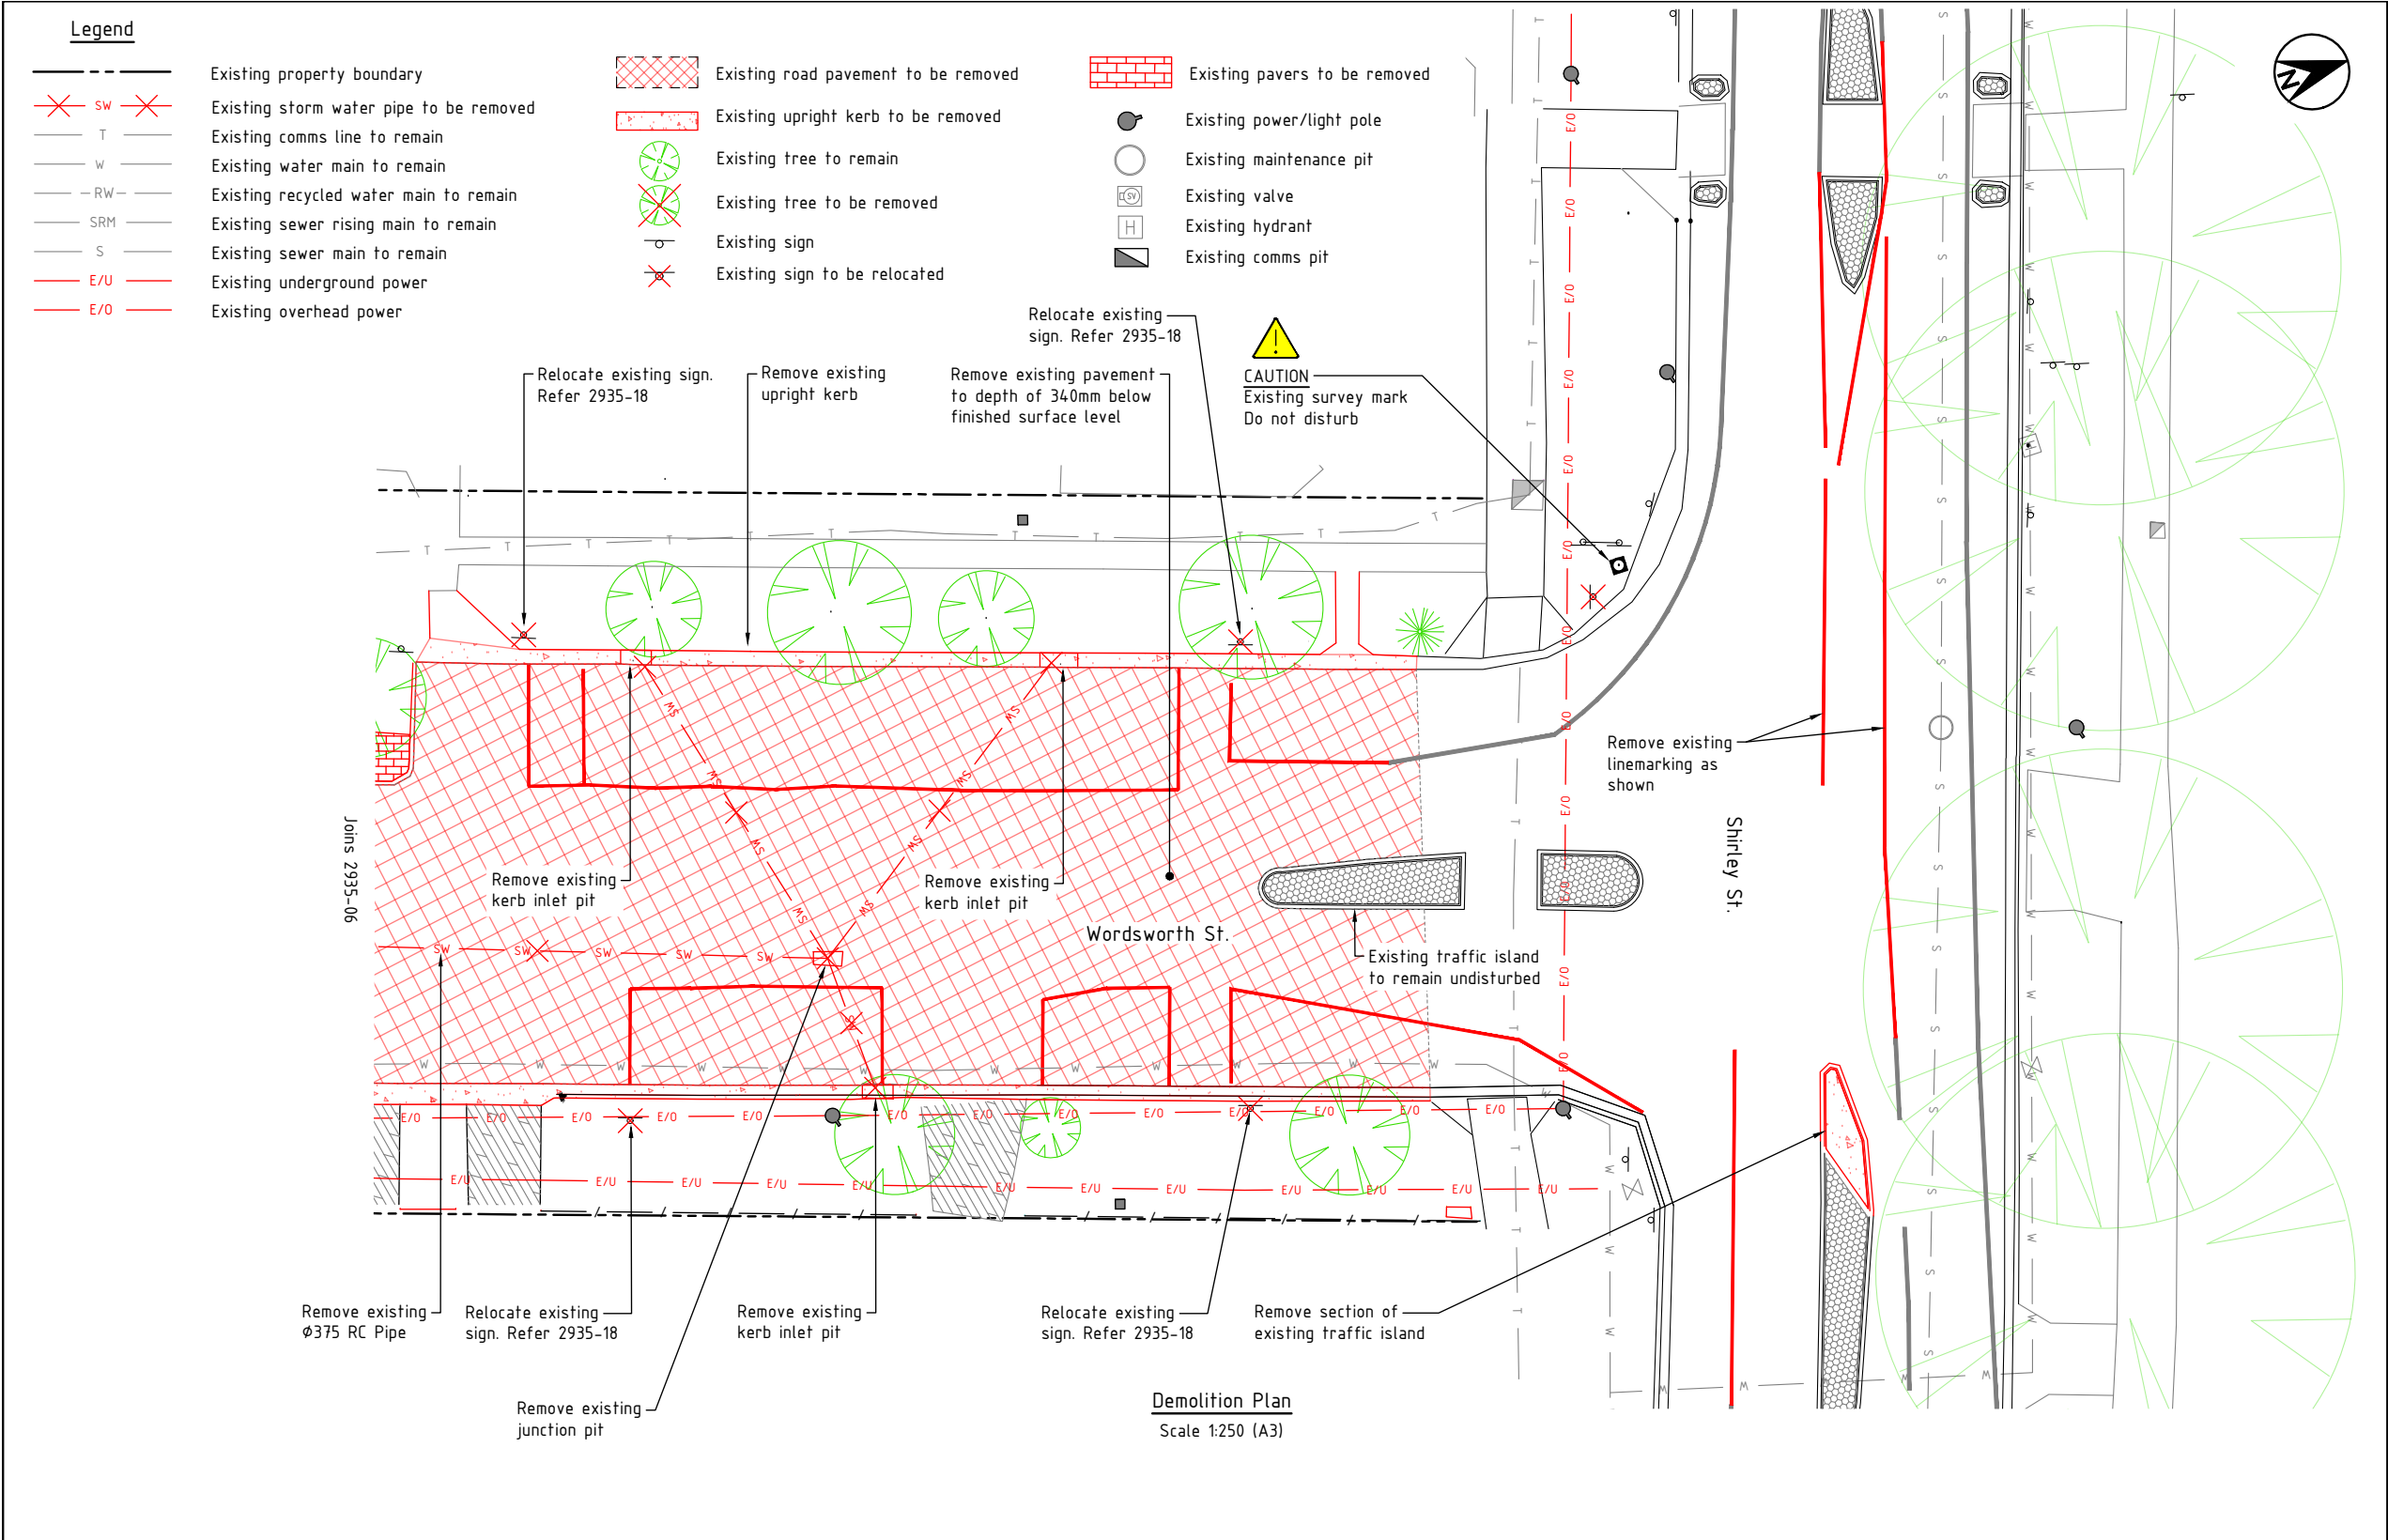 Legend
Existing property boundary
SW
Existing storm water pipe to be removed
T
Existing comms line to remain
W
Existing water main to remain
RW
Existing recycled water main to remain
SRM
Existing sewer rising main to remain
S
Existing sewer main to remain
E/U
Existing underground power
E/O
Existing overhead power
Existing road pavement to be removed
Existing upright kerb to be removed
Existing tree to remain
Existing tree to be removed
Existing sign
Existing sign to be relocated
Existing pavers to be removed
Existing power/light pole
Existing maintenance pit
SV
Existing valve
H
Existing hydrant
Existing comms pit
N
Relocate existing sign.
Refer 2935-18
Remove existing
upright kerb
Remove existing pavement
to depth of 340mm below
finished surface level
Relocate existing
sign. Refer 2935-18
CAUTION
Existing survey mark
Do not disturb
Joins 2935-06
Remove existing
kerb inlet pit
Remove existing
kerb inlet pit
Wordsworth St.
Existing traffic island
to remain undisturbed
Remove existing
linemarking as
shown
Shirley St.
SW SW SW SW SW
E/O E/O E/O E/O E/O E/O E/O E/O E/O E/O E/O E/O E/O
E/U E/U E/U E/U E/U E/U E/U E/U E/U E/U E/U E/U
Remove existing
Ø375 RC Pipe
Relocate existing
sign. Refer 2935-18
Remove existing
kerb inlet pit
Relocate existing
sign. Refer 2935-18
Remove section of
existing traffic island
Remove existing
junction pit
Demolition Plan
Scale 1:250 (A3)